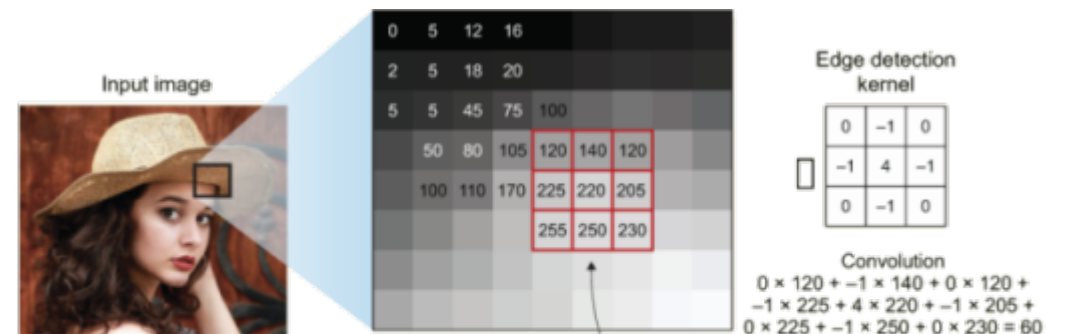 Input image
0 5 12 16
2 5 18 20
5 5 45 75 100
50 80 105 120 140 120
100 110 170 225 220 205
255 250 230
Edge detection
kernel
0 –1 0
–1 4 –1
0 –1 0
Convolution
0 × 120 + –1 × 140 + 0 × 120 +
–1 × 225 + 4 × 220 + –1 × 205 +
0 × 225 + –1 × 250 + 0 × 230 = 60